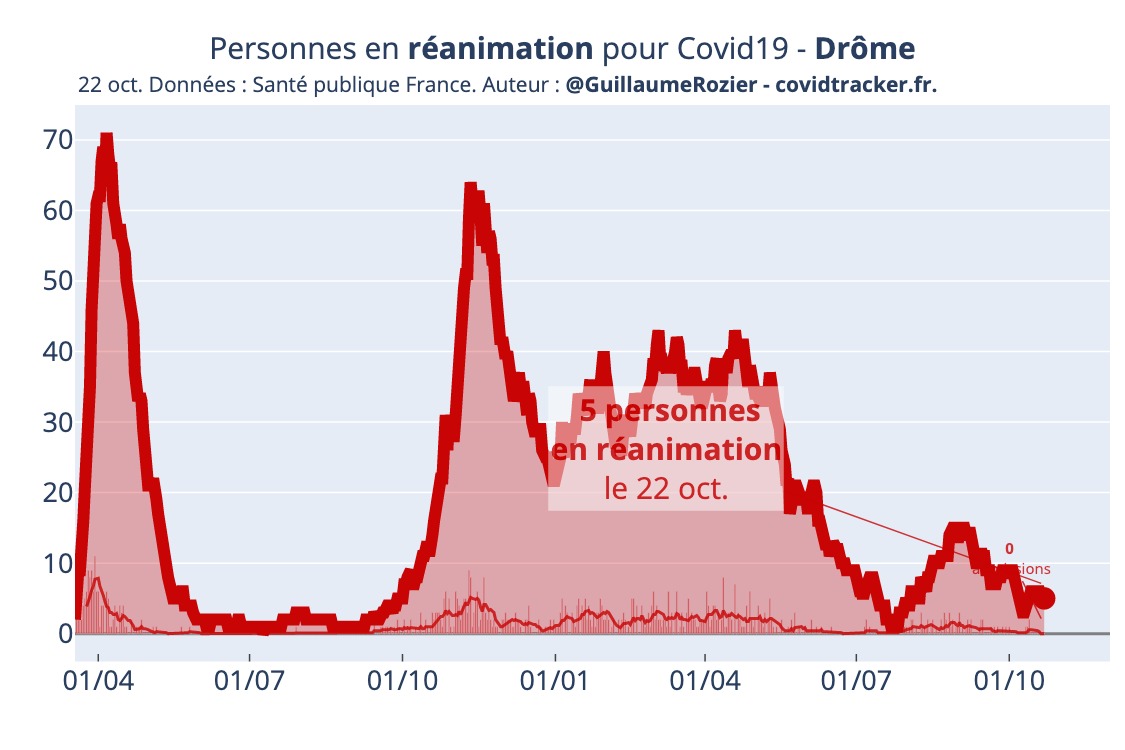 Personnes en réanimation pour Covid19 - Drôme
22 oct. Données : Santé publique France. Auteur : @GuillaumeRozier - covidtracker.fr.
70
60
50
40
30
20
10
0
5 personnes
en réanimation
le 22 oct.
0
admissions
01/04
01/07
01/10
01/01
01/04
01/07
01/10